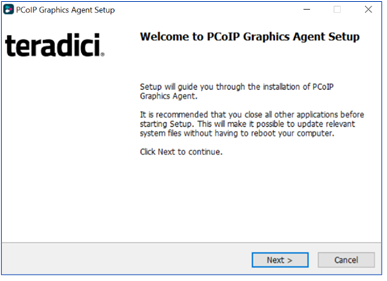 PCoIP Graphics Agent Setup
teradici.
Welcome to PCoIP Graphics Agent Setup
Setup will guide you through the installation of PCoIP
Graphics Agent.
It is recommended that you close all other applications before
starting Setup. This will make it possible to update relevant
system files without having to reboot your computer.
Click Next to continue.
Next >
Cancel